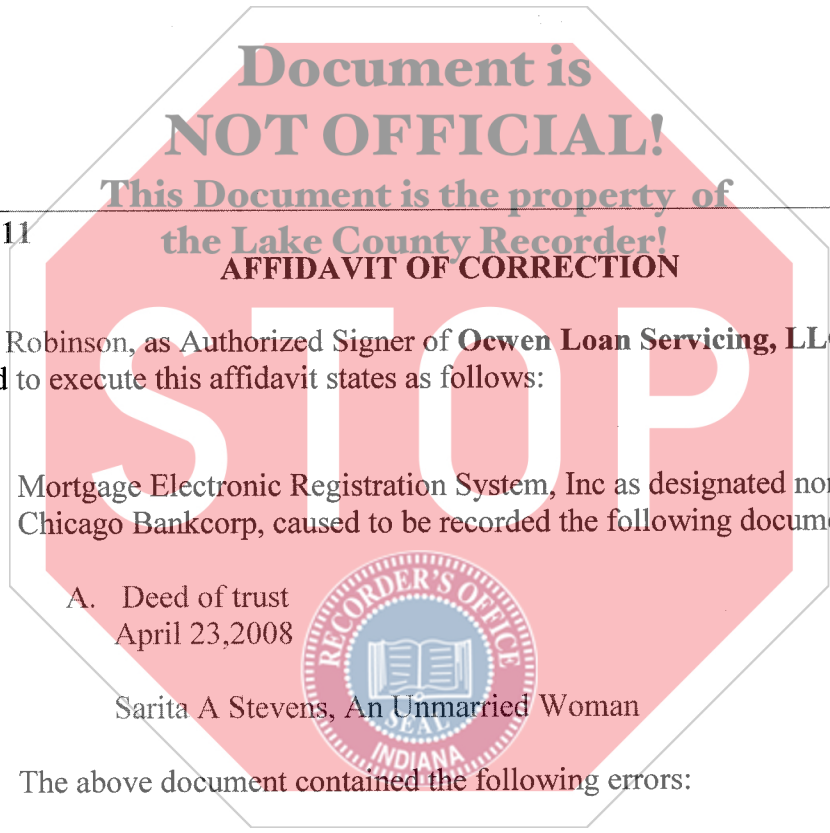 Document is
NOT OFFICIAL!
This Document is the property of
the Lake County Recorder!
11
AFFIDAVIT OF CORRECTION
Robinson, as Authorized Signer of Ocwen Loan Servicing, LL
to execute this affidavit states as follows:
STOP
Mortgage Electronic Registration System, Inc as designated
Chicago Bankcorp, caused to be recorded the following
A. Deed of trust
April 23,2008
RECORDER'S OFFICE
Sarita A Stevens, An Unmarried Woman
SEAL
INDIANA
The above document contained the following errors: